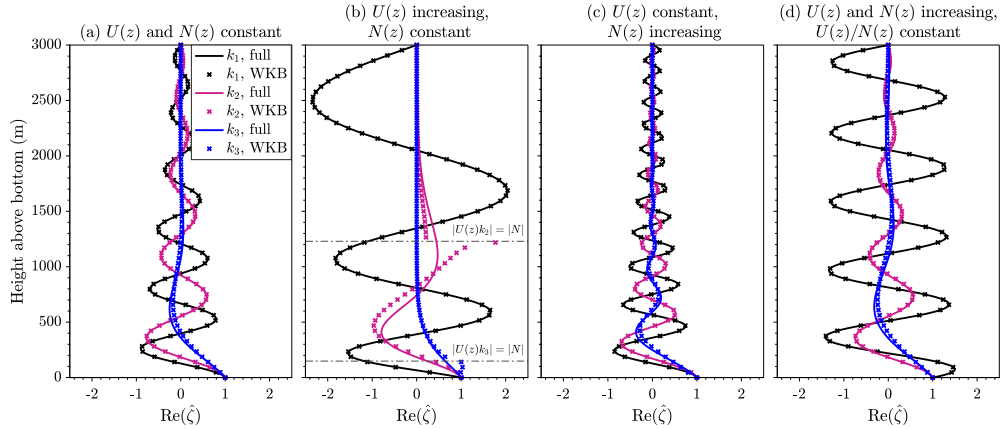 (a) U(z) and N(z) constant
(b) U(z) increasing,
N(z) constant
(c) U(z) constant,
N(z) increasing
(d) U(z) and N(z) increasing,
U(z)/N(z) constant
Height above bottom (m)
3000
2500
2000
1500
1000
500
0
k₁, full
k₁, WKB
k₂, full
k₂, WKB
k₃, full
k₃, WKB
|U(z)k₂| = |N|
|U(z)k₃| = |N|
-2 -1 0 1 2
-2 -1 0 1 2
-2 -1 0 1 2
-2 -1 0 1 2
Re(ζ̂)
Re(ζ̂)
Re(ζ̂)
Re(ζ̂)